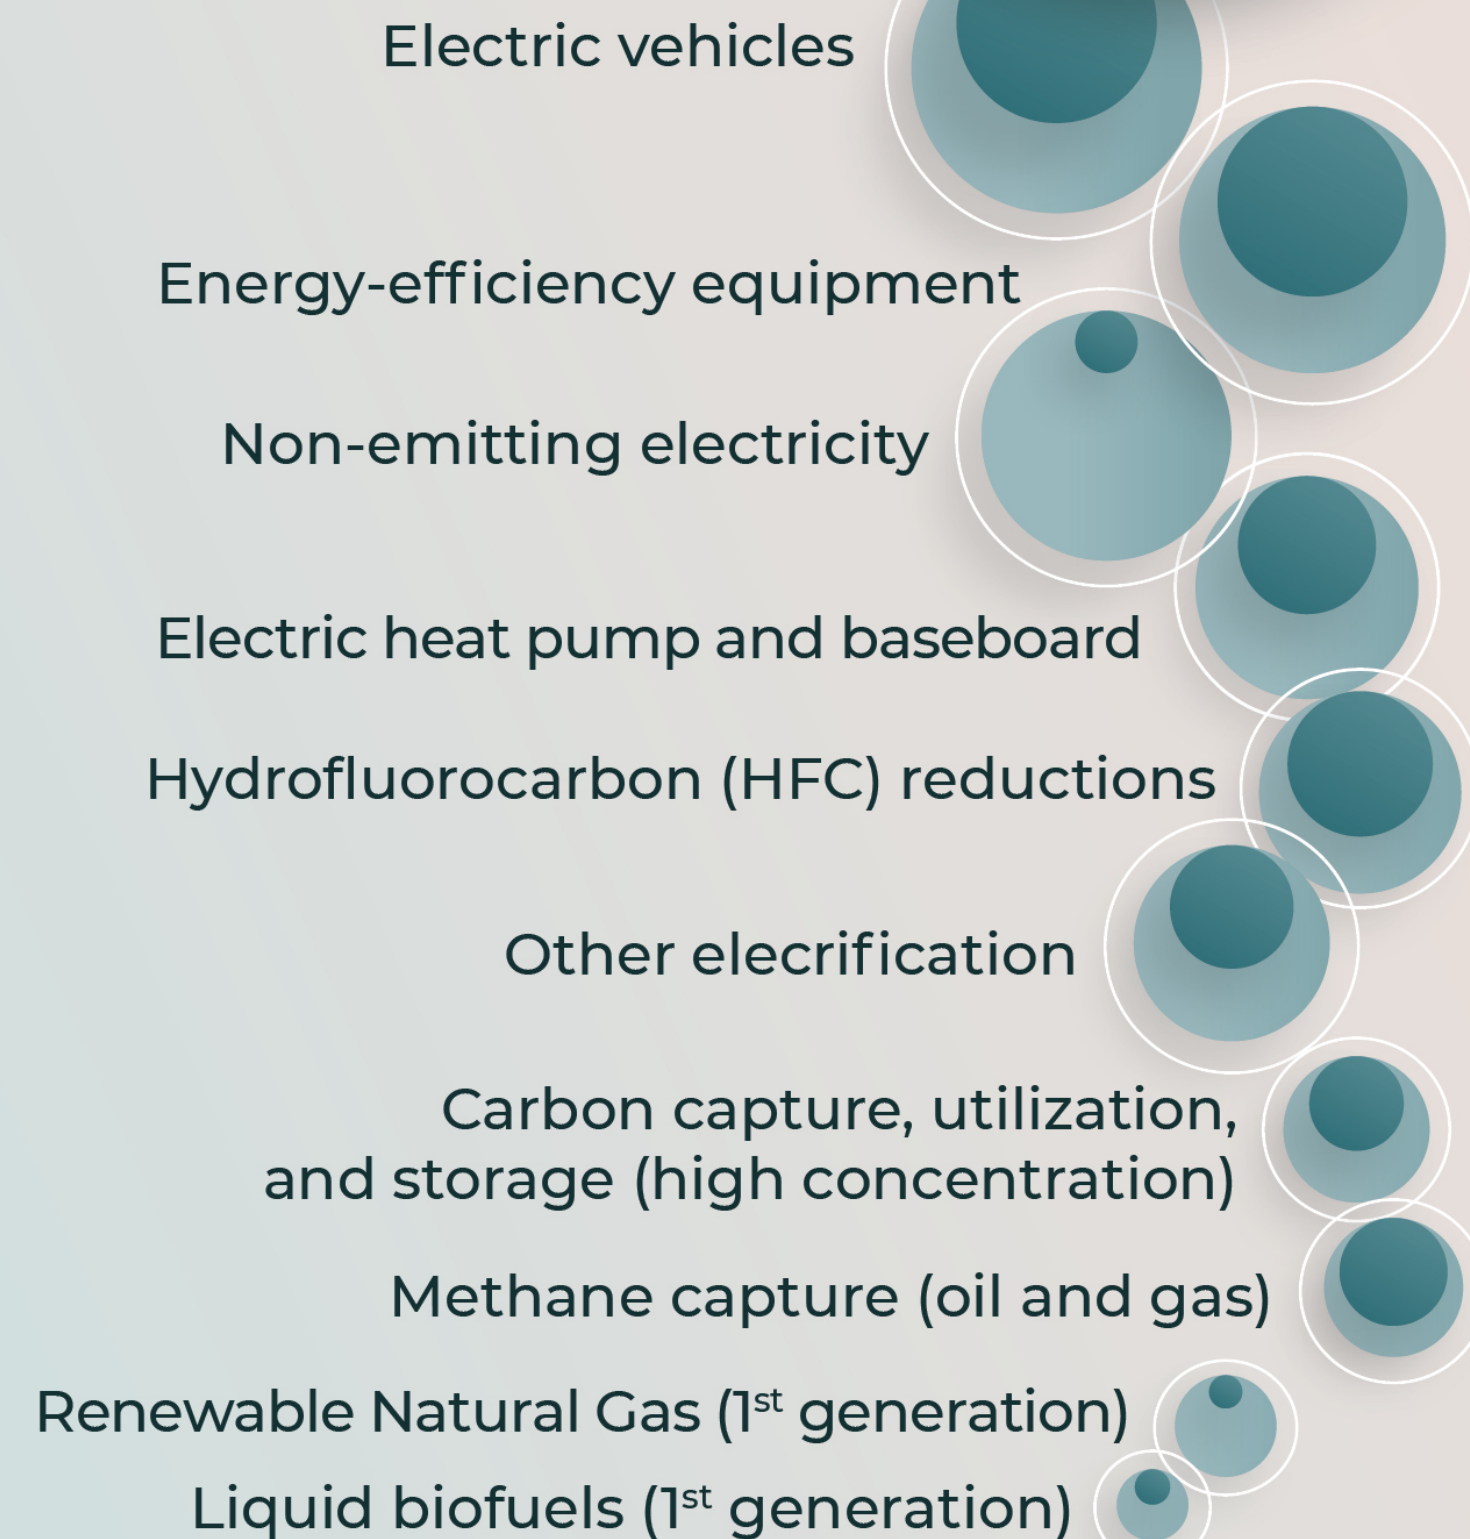 Electric vehicles
Energy-efficiency equipment
Non-emitting electricity
Electric heat pump and baseboard
Hydrofluorocarbon (HFC) reductions
Other elecrification
Carbon capture, utilization,
and storage (high concentration)
Methane capture (oil and gas)
Renewable Natural Gas (1st generation)
Liquid biofuels (1st generation)